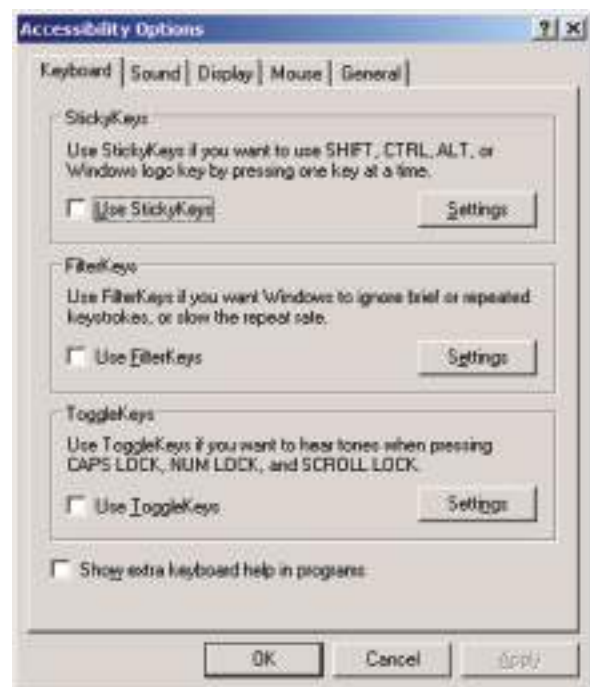 Accessibility Options
Keyboard Sound Display Mouse General
StickyKeys
Use StickyKeys if you want to use SHIFT, CTRL, ALT, or
Windows logo key by pressing one key at a time.
Use StickyKeys Settings
FilterKeys
Use FilterKeys if you want Windows to ignore brief or repeated
keystrokes, or slow the repeat rate.
Use FilterKeys Settings
ToggleKeys
Use ToggleKeys if you want to hear tones when pressing
CAPS LOCK, NUM LOCK, and SCROLL LOCK.
Use ToggleKeys Settings
Show extra keyboard help in programs
OK Cancel Apply